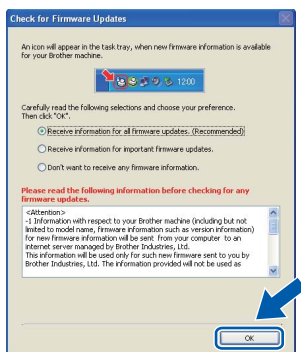 Check for Firmware Updates
An icon will appear in the task tray, when new firmware information is available
for your Brother machine.
12:00
Carefully read the following selections and choose your preference.
Then click "OK".
Receive information for all firmware updates. (Recommended)
Receive information for important firmware updates.
Don't want to receive any firmware information.
Please read the following information before checking for any
firmware updates.
<Attention>
-1 Information with respect to your Brother machine (including but not
limited to model name, firmware information such as version information)
for new firmware information will be sent from your computer to an
internet server managed by Brother Industries, Ltd.
This information will be used only for such new firmware sent to you by
Brother Industries, Ltd. The information provided will not be used as
OK